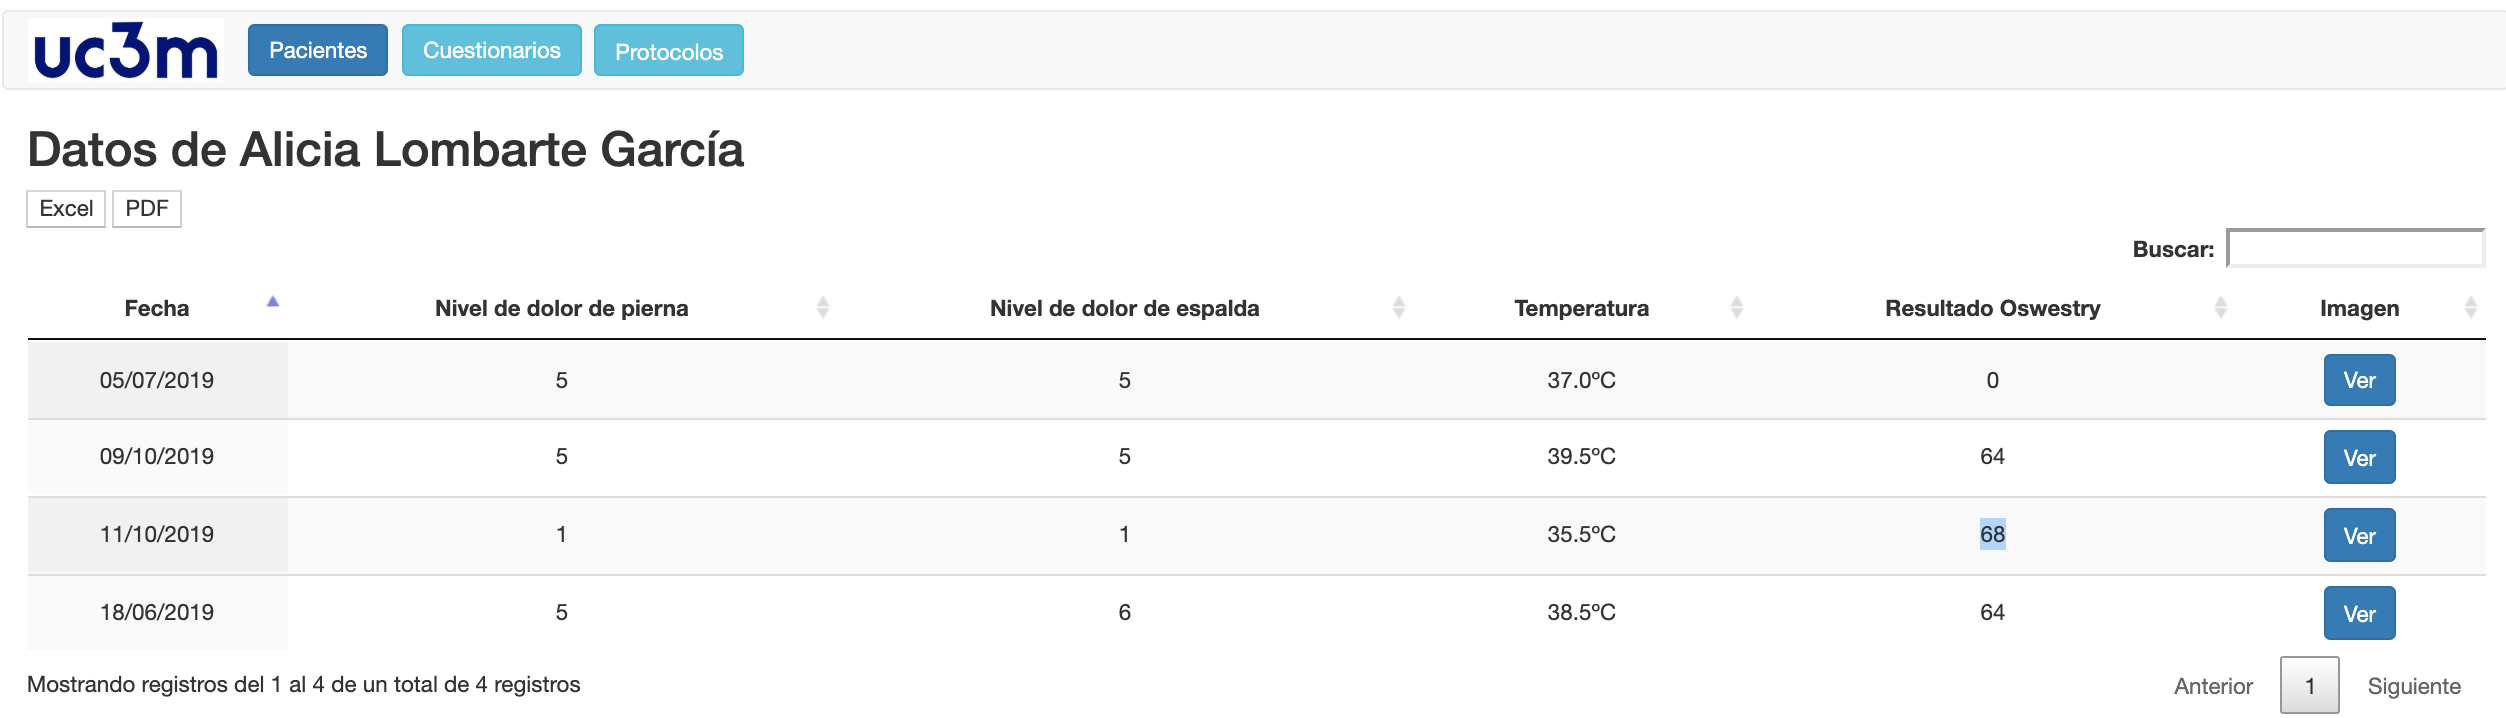 uc3m Pacientes Cuestionarios Protocolos
Datos de Alicia Lombarte García
Excel PDF
Buscar:
Fecha Nivel de dolor de pierna Nivel de dolor de espalda Temperatura Resultado Oswestry Imagen
05/07/2019 5 5 37.0ºC 0 Ver
09/10/2019 5 5 39.5ºC 64 Ver
11/10/2019 1 1 35.5ºC 68 Ver
18/06/2019 5 6 38.5ºC 64 Ver
Mostrando registros del 1 al 4 de un total de 4 registros
Anterior 1 Siguiente